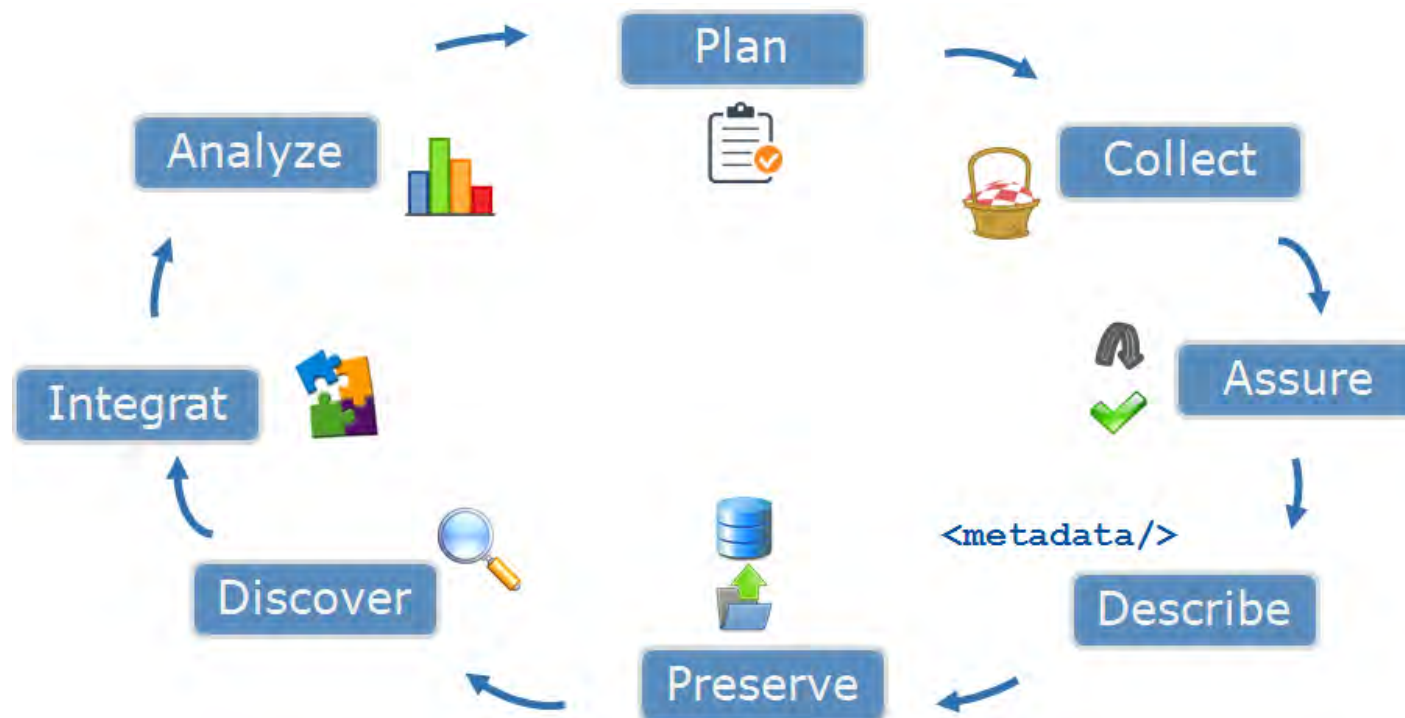 Plan
Collect
Assure
<metadata/>
Describe
Preserve
Discover
Integrat
Analyze